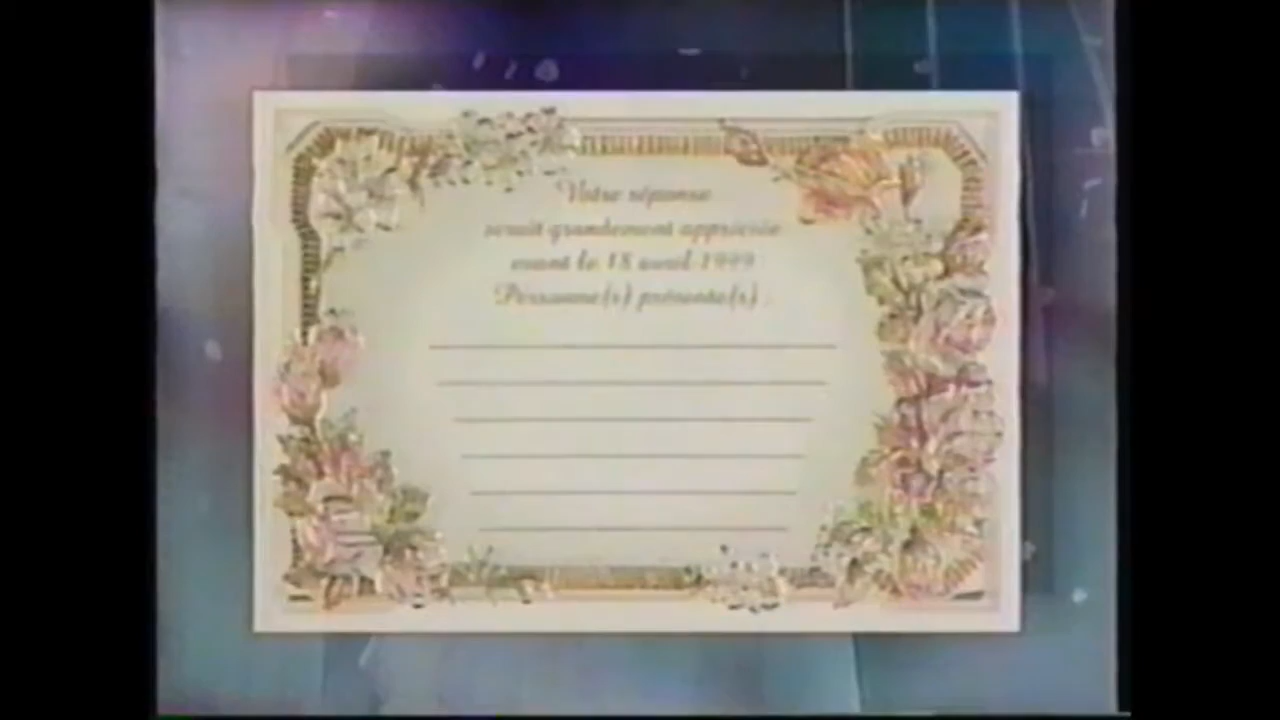 Votre réponse
serait grandement appréciée
avant le 18 avril 1999
Personne(s) présente(s) :